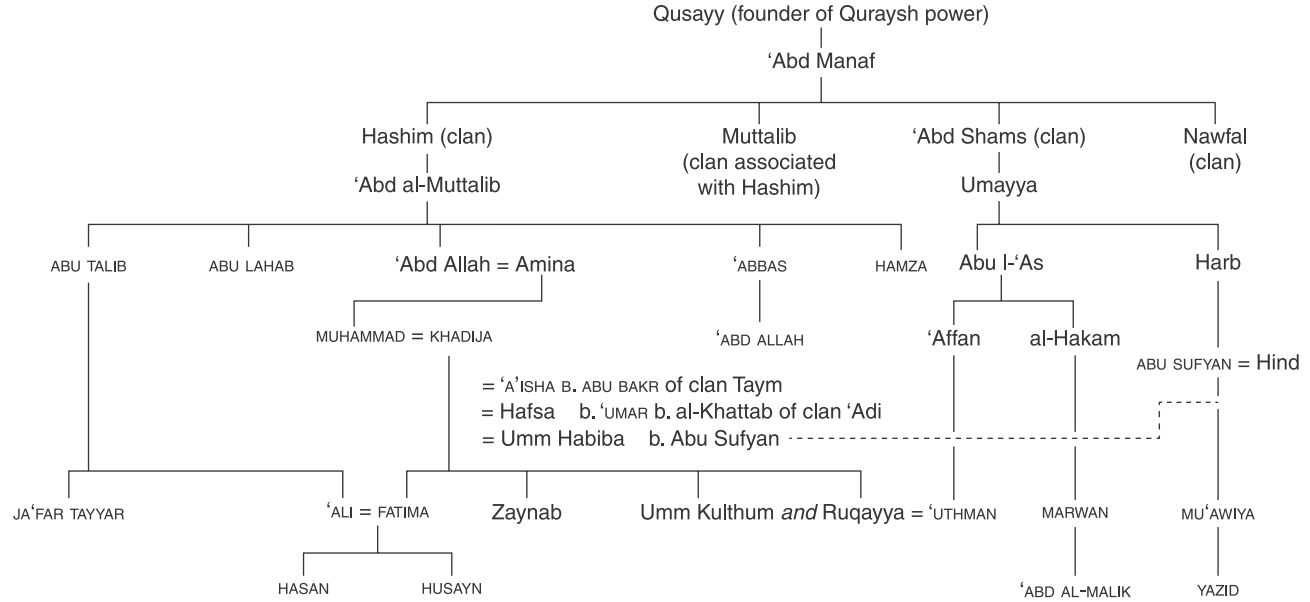 Qusayy (founder of Quraysh power)
‘Abd Manaf
Hashim (clan)
Muttalib
(clan associated
with Hashim)
‘Abd Shams (clan)
Nawfal
(clan)
‘Abd al-Muttalib
Umayya
ABU TALIB
ABU LAHAB
‘Abd Allah = Amina
‘ABBAS
HAMZA
Abu l-‘As
Harb
MUHAMMAD = KHADIJA
‘ABD ALLAH
‘Affan
al-Hakam
ABU SUFYAN = Hind
= ‘A’ISHA B. ABU BAKR of clan Taym
= Hafsa b. ‘UMAR b. al-Khattab of clan ‘Adi
= Umm Habiba b. Abu Sufyan
JA‘FAR TAYYAR
‘ALI = FATIMA
Zaynab
Umm Kulthum and Ruqayya = ‘UTHMAN
MARWAN
MU‘AWIYA
HASAN
HUSAYN
‘ABD AL-MALIK
YAZID